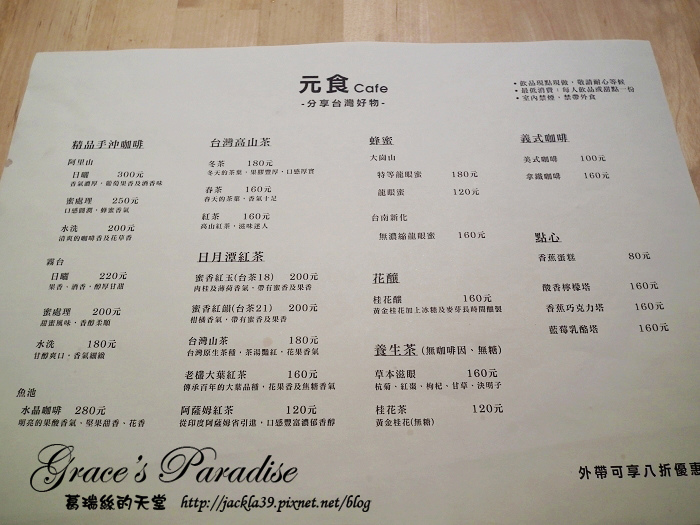 元食 Cafe
-分享台灣好物-
•飲品現點現做，敬請耐心等候
•最低消費：每人飲品或甜點一份
•室內禁煙、禁帶外食
精品手沖咖啡
阿里山
日曬 300元
香氣濃厚，葡萄果香及酒香味
蜜處理 250元
口感圓潤，蜂蜜香氣
水洗 200元
清爽的咖啡香及花草香
霧台
日曬 220元
果香、酒香，醇厚甘甜
蜜處理 200元
甜蜜風味，香醇柔順
水洗 180元
甘醇爽口，香氣細緻
魚池
水晶咖啡 280元
明亮的果酸香氣、堅果甜香、花香
台灣高山茶
冬茶 180元
冬天的茶葉，果膠豐厚，口感厚實
春茶 160元
春天的茶葉，香氣十足
紅茶 160元
高山紅茶，滋味迷人
日月潭紅茶
蜜香紅玉(台茶18) 200元
肉桂及薄荷香氣，帶有蜜香及果香
蜜香紅韻(台茶21) 200元
柑橘香氣，帶有蜜香及果香
台灣山茶 180元
台灣原生茶種，茶湯豔紅，花果香氣
老欉大葉紅茶 160元
傳承百年的大葉品種，花果香及焦糖香氣
阿薩姆紅茶 120元
從印度阿薩姆省引進，口感豐富濃郁香醇
蜂蜜
大崗山
特等龍眼蜜 180元
龍眼蜜 120元
台南新化
無濃縮龍眼蜜 160元
花釀
桂花釀 160元
黃金桂花加上冰糖及麥芽長時間釀製
養生茶 (無咖啡因、無糖)
草本滋眼 160元
杭菊、紅棗、枸杞、甘草、決明子
桂花茶 120元
黃金桂花(無糖)
義式咖啡
美式咖啡 100元
拿鐵咖啡 160元
點心
香蕉蛋糕 80元
酸香檸檬塔 160元
香蕉巧克力塔 160元
藍莓乳酪塔 160元
外帶可享八折優惠
Grace's Paradise
葛瑞絲的天堂 http://jackla39.pixnet.net/blog